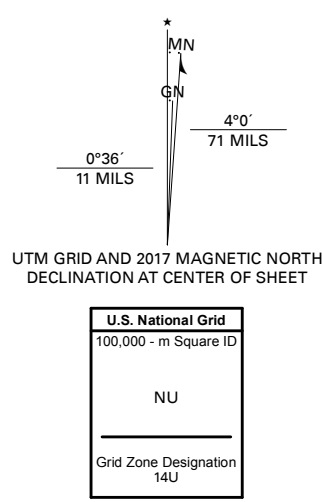 ★
MN
GN
4°0´
71 MILS
0°36´
11 MILS
UTM GRID AND 2017 MAGNETIC NORTH
DECLINATION AT CENTER OF SHEET
U.S. National Grid
100,000 - m Square ID
NU
Grid Zone Designation
14U